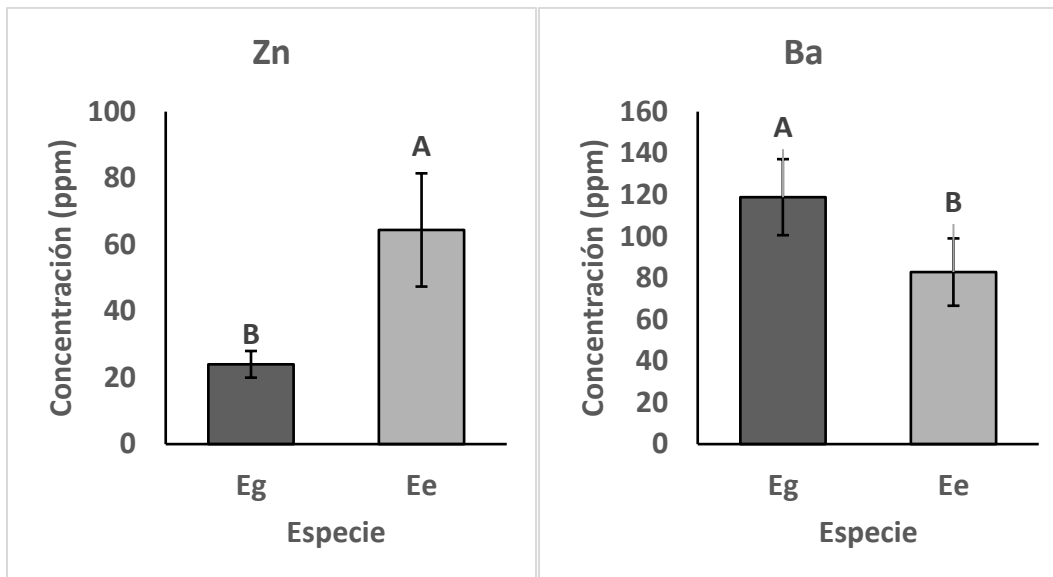 Zn
Concentración (ppm)
100
80
60
40
20
0
B
A
Eg
Ee
Especie
Ba
Concentración (ppm)
160
140
120
100
80
60
40
20
0
A
B
Eg
Ee
Especie